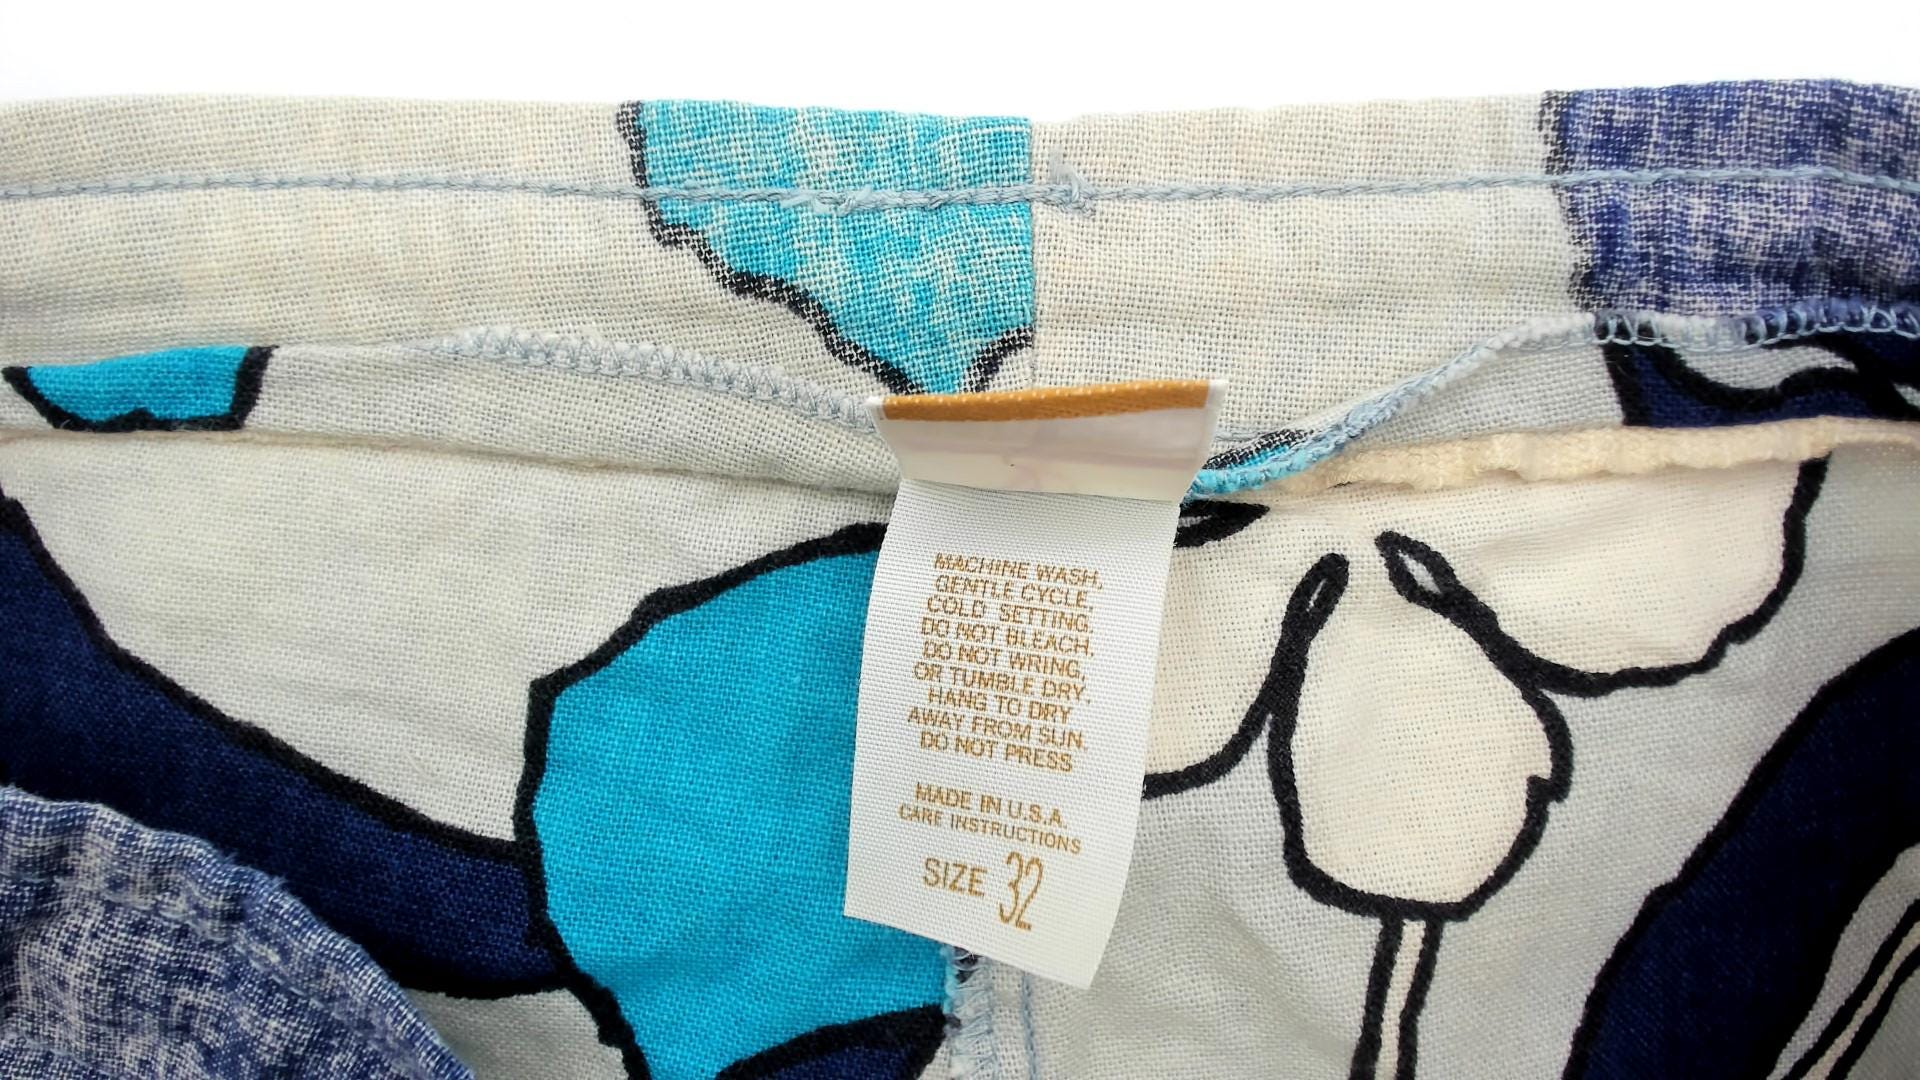 MACHINE WASH,
GENTLE CYCLE,
COLD SETTING,
DO NOT BLEACH,
DO NOT WRING,
OR TUMBLE DRY,
HANG TO DRY
AWAY FROM SUN.
DO NOT PRESS
MADE IN U.S.A.
CARE INSTRUCTIONS
SIZE 32